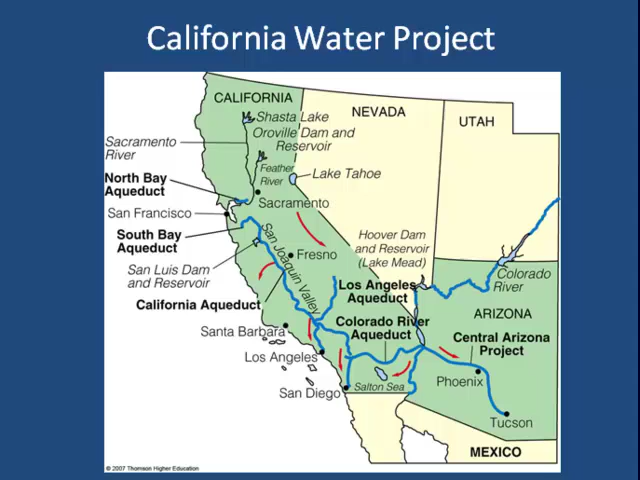 California Water Project
CALIFORNIA
NEVADA
UTAH
Shasta Lake
Oroville Dam and
Reservoir
Sacramento
River
Feather
River
Lake Tahoe
North Bay
Aqueduct
Sacramento
San Francisco
South Bay
Aqueduct
San Joaquin Valley
Hoover Dam
and Reservoir
(Lake Mead)
Fresno
San Luis Dam
and Reservoir
Colorado
River
Los Angeles
Aqueduct
California Aqueduct
ARIZONA
Santa Barbara
Colorado River
Aqueduct
Central Arizona
Project
Los Angeles
Phoenix
San Diego
Salton Sea
Tucson
MEXICO
© 2007 Thomson Higher Education